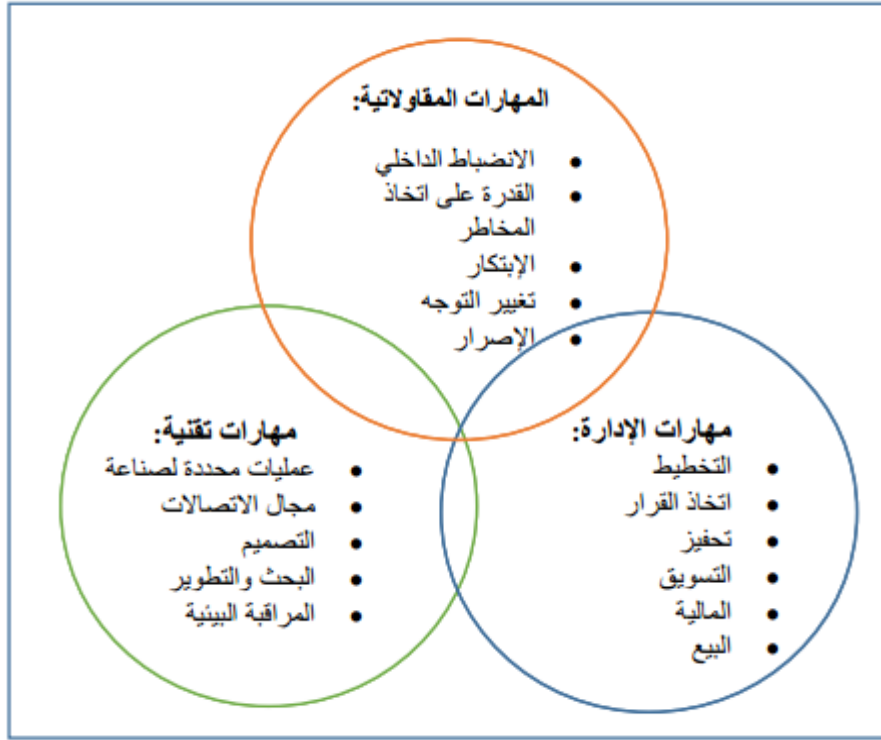 المهارات المقاولاتية:
• الانضباط الداخلي
• القدرة على اتخاذ
المخاطر
• الإبتكار
• تغيير التوجه
• الإصرار
مهارات الإدارة:
• التخطيط
• اتخاذ القرار
• تحفيز
• التسويق
• المالية
• البيع
مهارات تقنية:
• عمليات محددة لصناعة
• مجال الاتصالات
• التصميم
• البحث والتطوير
• المراقبة البيئية